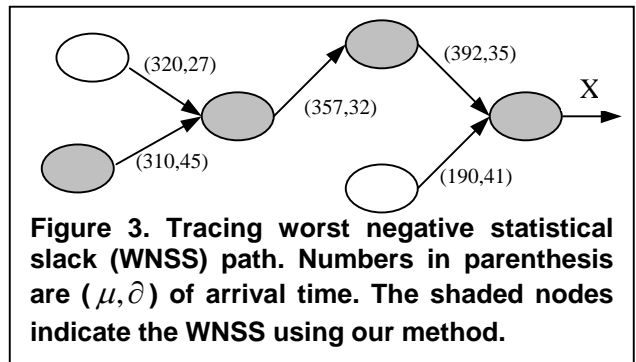 (320,27)
(392,35)
X
(357,32)
(310,45)
(190,41)
Figure 3. Tracing worst negative statistical
slack (WNSS) path. Numbers in parenthesis
are (μ,∂) of arrival time. The shaded nodes
indicate the WNSS using our method.